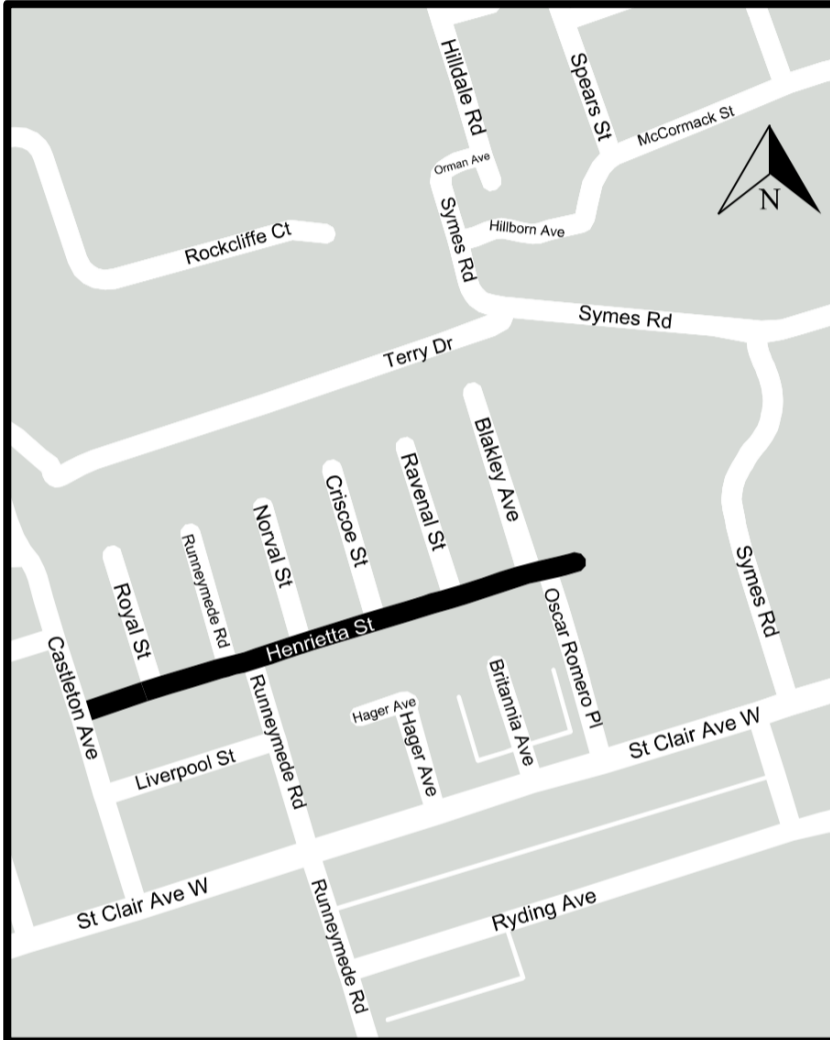 Hilldale Rd
Spears St
McCormack St
Orman Ave
N
Symes Rd
Hillborn Ave
Rockcliffe Ct
Symes Rd
Terry Dr
Blakley Ave
Ravenal St
Criscoe St
Norval St
Runneymede Rd
Royal St
Symes Rd
Henrietta St
Oscar Romero Pl
Castleton Ave
Britannia Ave
Runneymede Rd
Hager Ave
Hager Ave
St Clair Ave W
Liverpool St
St Clair Ave W
Runneymede Rd
Ryding Ave